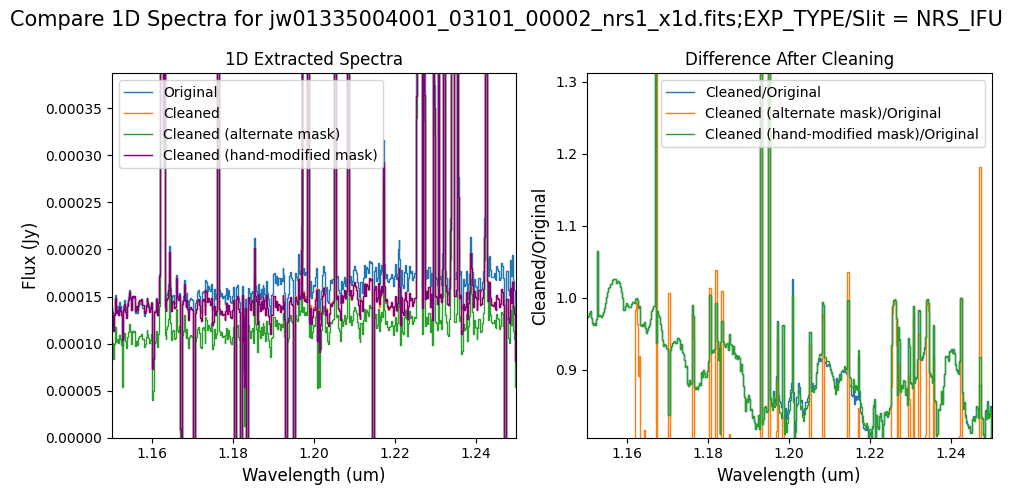 Compare 1D Spectra for jw01335004001_03101_00002_nrs1_x1d.fits;EXP_TYPE/Slit = NRS_IFU
1D Extracted Spectra
Original
Cleaned
Cleaned (alternate mask)
Cleaned (hand-modified mask)
Flux (Jy)
0.00035
0.00030
0.00025
0.00020
0.00015
0.00010
0.00005
0.00000
1.16 1.18 1.20 1.22 1.24
Wavelength (um)
Difference After Cleaning
Cleaned/Original
Cleaned (alternate mask)/Original
Cleaned (hand-modified mask)/Original
Cleaned/Original
1.3
1.2
1.1
1.0
0.9
1.16 1.18 1.20 1.22 1.24
Wavelength (um)